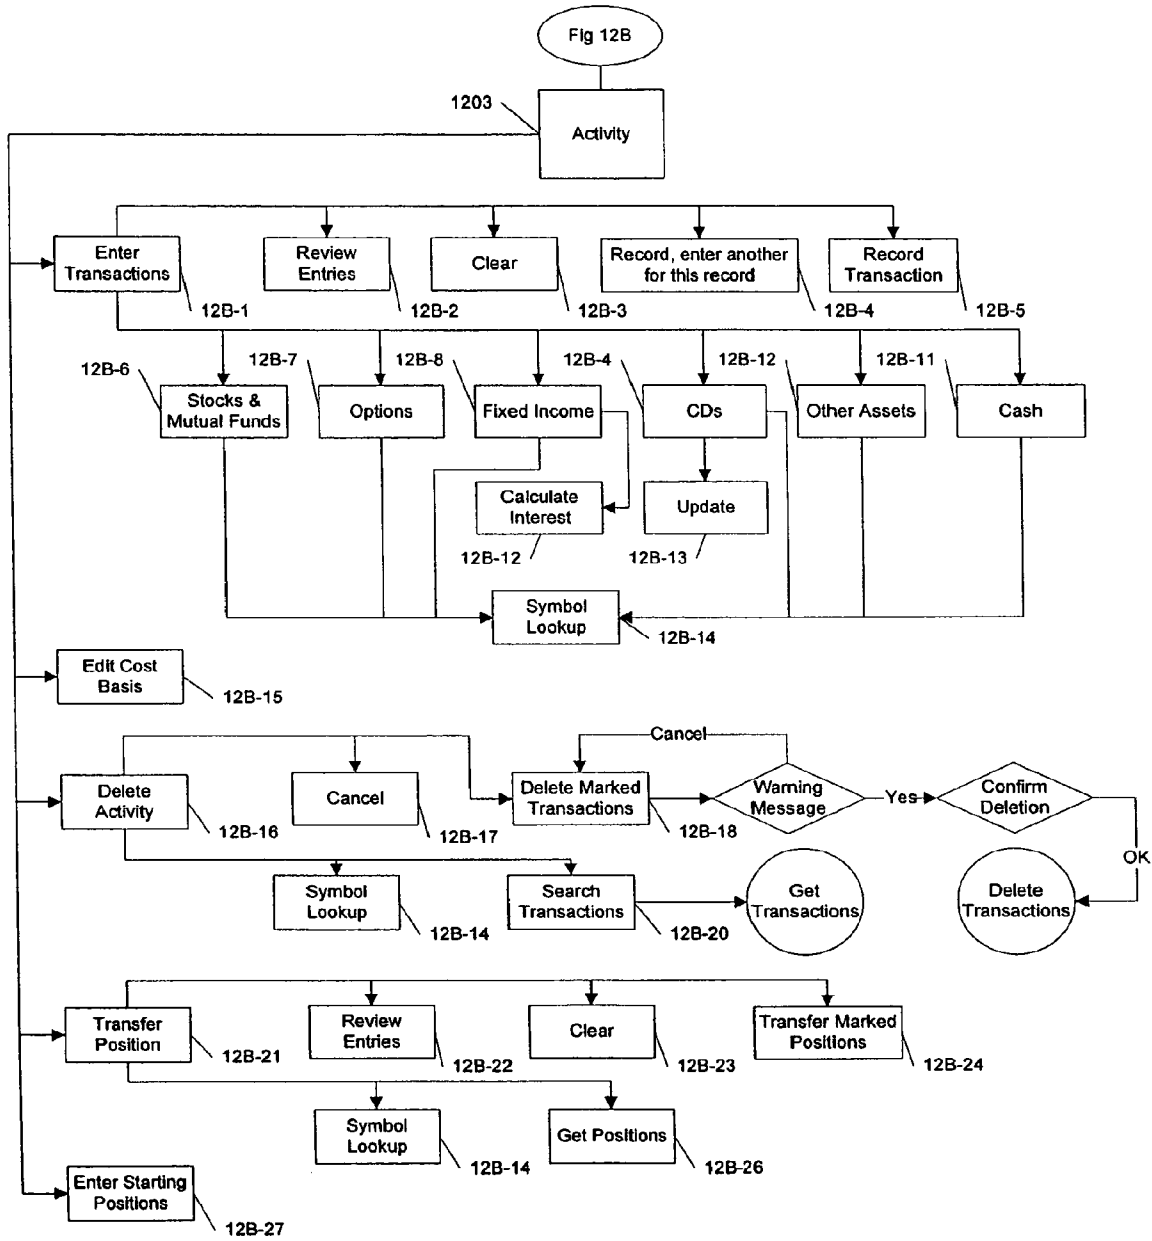 Fig 12B
1203
Activity
Enter
Transactions
Review
Entries
Clear
Record, enter another
for this record
Record
Transaction
12B-1
12B-2
12B-3
12B-4
12B-5
12B-6
12B-7
12B-8
12B-4
12B-12
12B-11
Stocks &
Mutual Funds
Options
Fixed Income
CDs
Other Assets
Cash
Calculate
Interest
Update
12B-12
12B-13
Symbol
Lookup
12B-14
Edit Cost
Basis
12B-15
Cancel
Delete
Activity
Cancel
Delete Marked
Transactions
Warning
Message
Yes
Confirm
Deletion
12B-16
12B-17
12B-18
OK
Symbol
Lookup
Search
Transactions
Get
Transactions
Delete
Transactions
12B-14
12B-20
Transfer
Position
Review
Entries
Clear
Transfer Marked
Positions
12B-21
12B-22
12B-23
12B-24
Symbol
Lookup
Get Positions
12B-14
12B-26
Enter Starting
Positions
12B-27